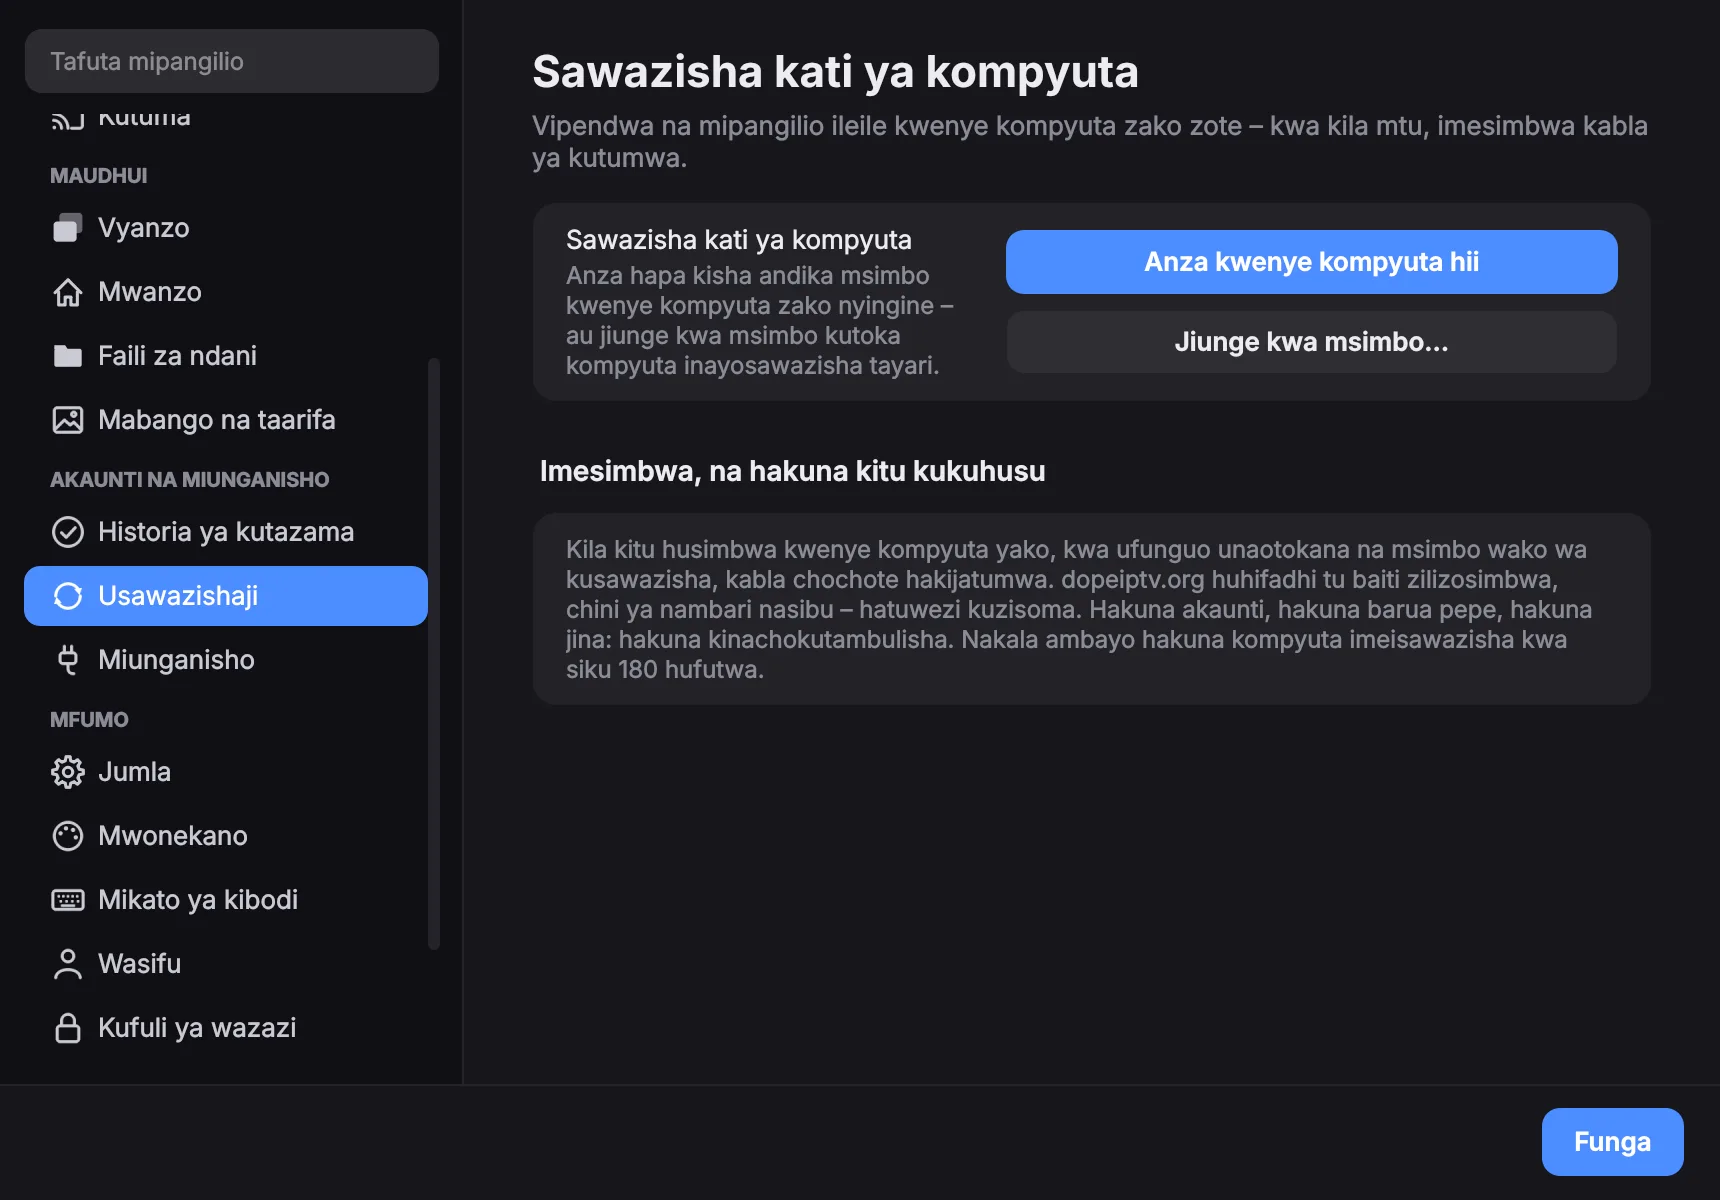 Tafuta mipangilio
Kutuma
MAUDHUI
Vyanzo
Mwanzo
Faili za ndani
Mabango na taarifa
AKAUNTI NA MIUNGANISHO
Historia ya kutazama
Usawazishaji
Miunganisho
MFUMO
Jumla
Mwonekano
Mikato ya kibodi
Wasifu
Kufuli ya wazazi
Sawazisha kati ya kompyuta
Vipendwa na mipangilio ileile kwenye kompyuta zako zote – kwa kila mtu, imesimbwa kabla
ya kutumwa.
Sawazisha kati ya kompyuta
Anza hapa kisha andika msimbo
kwenye kompyuta zako nyingine –
au jiunge kwa msimbo kutoka
kompyuta inayosawazisha tayari.
Anza kwenye kompyuta hii
Jiunge kwa msimbo...
Imesimbwa, na hakuna kitu kukuhusu
Kila kitu husimbwa kwenye kompyuta yako, kwa ufunguo unaotokana na msimbo wako wa
kusawazisha, kabla chochote hakijatumwa. dopeiptv.org huhifadhi tu baiti zilizosimbwa,
chini ya nambari nasibu – hatuwezi kuzisoma. Hakuna akaunti, hakuna barua pepe, hakuna
jina: hakuna kinachokutambulisha. Nakala ambayo hakuna kompyuta imeisawazisha kwa
siku 180 hufutwa.
Funga